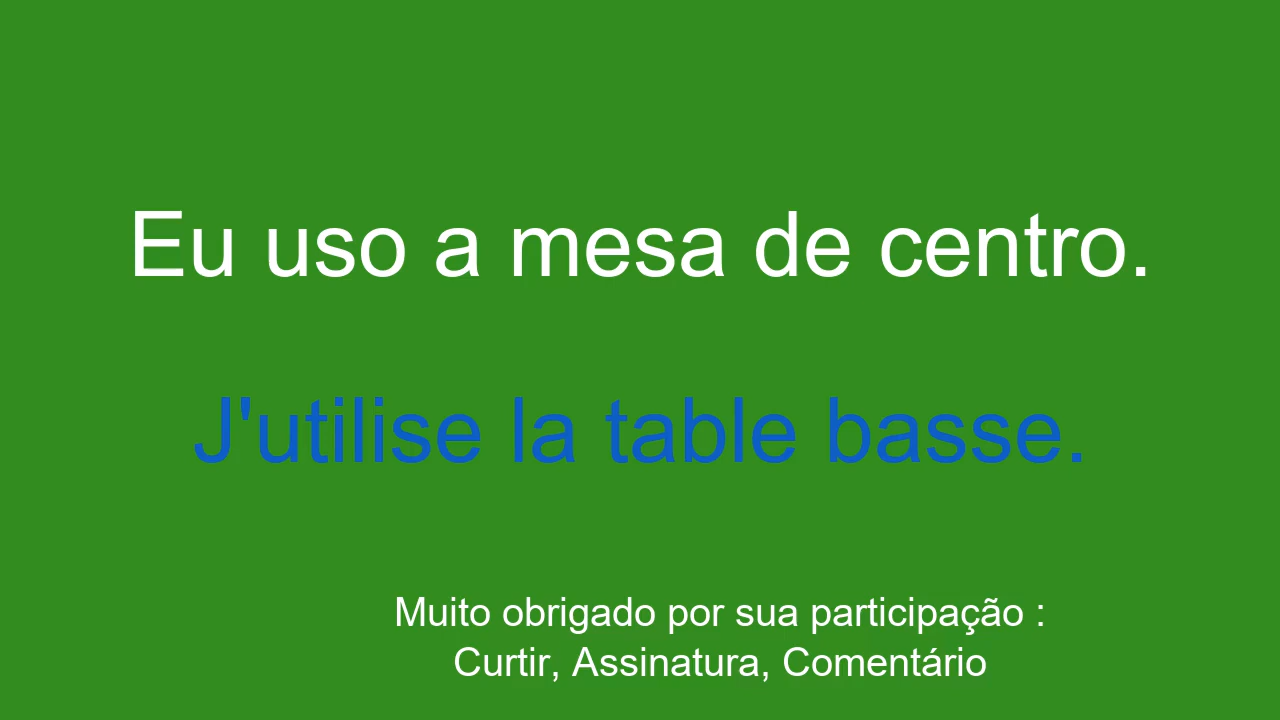 Eu uso a mesa de centro.
J'utilise la table basse.
Muito obrigado por sua participação :
Curtir, Assinatura, Comentário